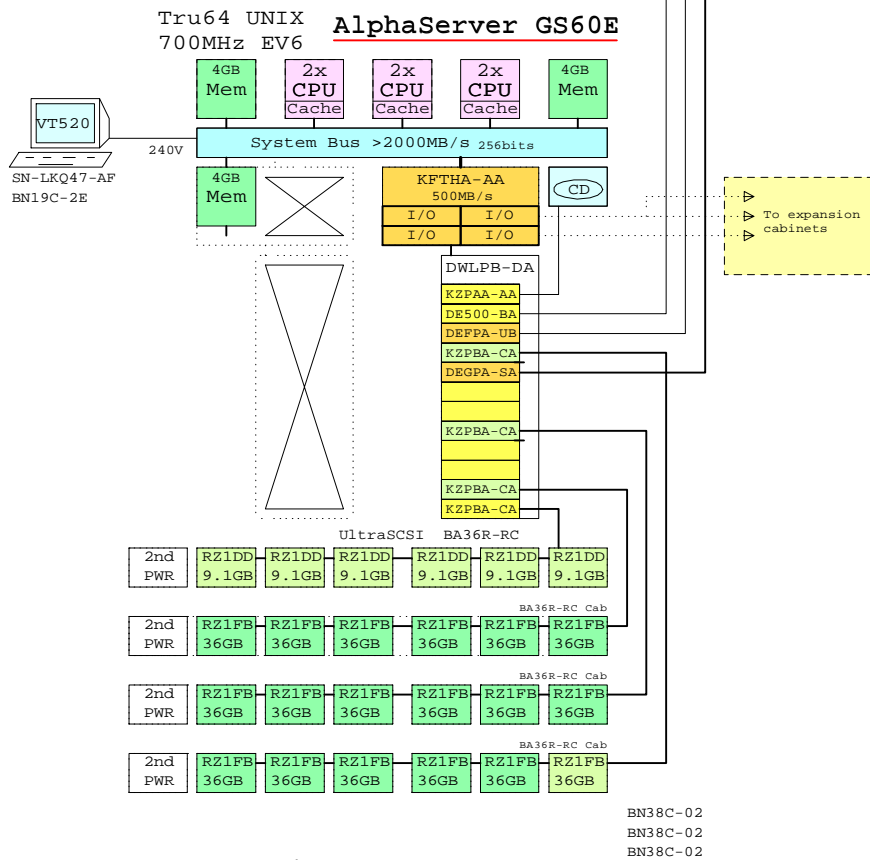 Tru64 UNIX
700MHz EV6
AlphaServer GS60E
4GB
Mem
2x
CPU
Cache
2x
CPU
Cache
2x
CPU
Cache
4GB
Mem
VT520
240V
System Bus >2000MB/s 256bits
SN-LKQ47-AF
BN19C-2E
4GB
Mem
KFTHA-AA
500MB/s
I/O I/O
I/O I/O
CD
To expansion
cabinets
DWLPB-DA
KZPAA-AA
DE500-BA
DEFPA-UB
KZPBA-CA
DEGPA-SA
KZPBA-CA
KZPBA-CA
KZPBA-CA
UltraSCSI BA36R-RC
2nd RZ1DD RZ1DD RZ1DD RZ1DD RZ1DD RZ1DD
PWR 9.1GB 9.1GB 9.1GB 9.1GB 9.1GB 9.1GB
BA36R-RC Cab
2nd RZ1FB RZ1FB RZ1FB RZ1FB RZ1FB RZ1FB
PWR 36GB 36GB 36GB 36GB 36GB 36GB
BA36R-RC Cab
2nd RZ1FB RZ1FB RZ1FB RZ1FB RZ1FB RZ1FB
PWR 36GB 36GB 36GB 36GB 36GB 36GB
BA36R-RC Cab
2nd RZ1FB RZ1FB RZ1FB RZ1FB RZ1FB RZ1FB
PWR 36GB 36GB 36GB 36GB 36GB 36GB
BN38C-02
BN38C-02
BN38C-02